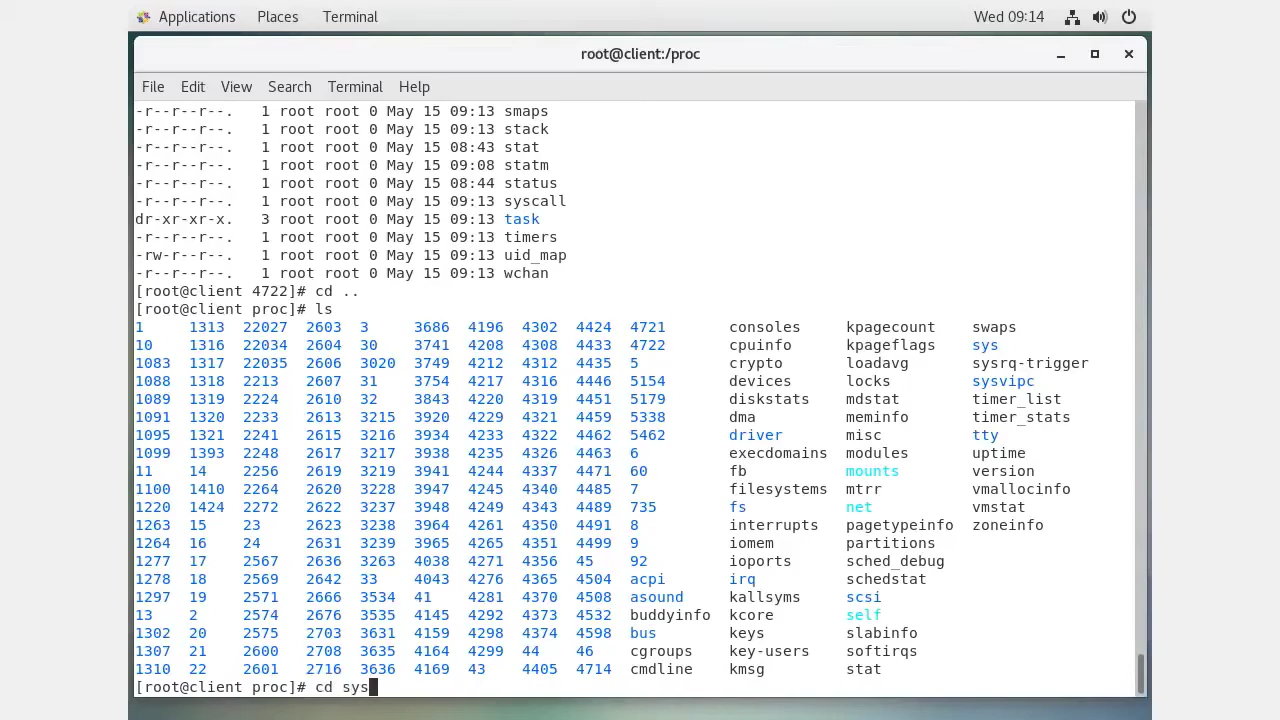 Applications Places Terminal Wed 09:14
root@client:/proc
File Edit View Search Terminal Help
-r--r--r--. 1 root root 0 May 15 09:13 smaps
-r--r--r--. 1 root root 0 May 15 09:13 stack
-r--r--r--. 1 root root 0 May 15 08:43 stat
-r--r--r--. 1 root root 0 May 15 09:08 statm
-r--r--r--. 1 root root 0 May 15 08:44 status
-r--r--r--. 1 root root 0 May 15 09:13 syscall
dr-xr-xr-x. 3 root root 0 May 15 09:13 task
-r--r--r--. 1 root root 0 May 15 09:13 timers
-rw-r--r--. 1 root root 0 May 15 09:13 uid_map
-r--r--r--. 1 root root 0 May 15 09:13 wchan
[root@client 4722]# cd ..
[root@client proc]# ls
1 1313 22027 2603 3 3686 4196 4302 4424 4721 consoles kpagecount swaps
10 1316 22034 2604 30 3741 4208 4308 4433 4722 cpuinfo kpageflags sys
1083 1317 22035 2606 3020 3749 4212 4312 4435 5 crypto loadavg sysrq-trigger
1088 1318 2213 2607 31 3754 4217 4316 4446 5154 devices locks sysvipc
1089 1319 2224 2610 32 3843 4220 4319 4451 5179 diskstats mdstat timer_list
1091 1320 2233 2613 3215 3920 4229 4321 4459 5338 dma meminfo timer_stats
1095 1321 2241 2615 3216 3934 4233 4322 4462 5462 driver misc tty
1099 1393 2248 2617 3217 3938 4235 4326 4463 6 execdomains modules uptime
11 14 2256 2619 3219 3941 4244 4337 4471 60 fb mounts version
1100 1410 2264 2620 3228 3947 4245 4340 4485 7 filesystems mtrr vmallocinfo
1220 1424 2272 2622 3237 3948 4249 4343 4489 735 fs net vmstat
1263 15 23 2623 3238 3964 4261 4350 4491 8 interrupts pagetypeinfo zoneinfo
1264 16 24 2631 3239 3965 4265 4351 4499 9 iomem partitions
1277 17 2567 2636 3263 4038 4271 4356 45 92 ioports sched_debug
1278 18 2569 2642 33 4043 4276 4365 4504 acpi irq schedstat
1297 19 2571 2666 3534 41 4281 4370 4508 asound kallsyms scsi
13 2 2574 2676 3535 4145 4292 4373 4532 buddyinfo kcore self
1302 20 2575 2703 3631 4159 4298 4374 4598 bus keys slabinfo
1307 21 2600 2708 3635 4164 4299 44 46 cgroups key-users softirqs
1310 22 2601 2716 3636 4169 43 4405 4714 cmdline kmsg stat
[root@client proc]# cd sys